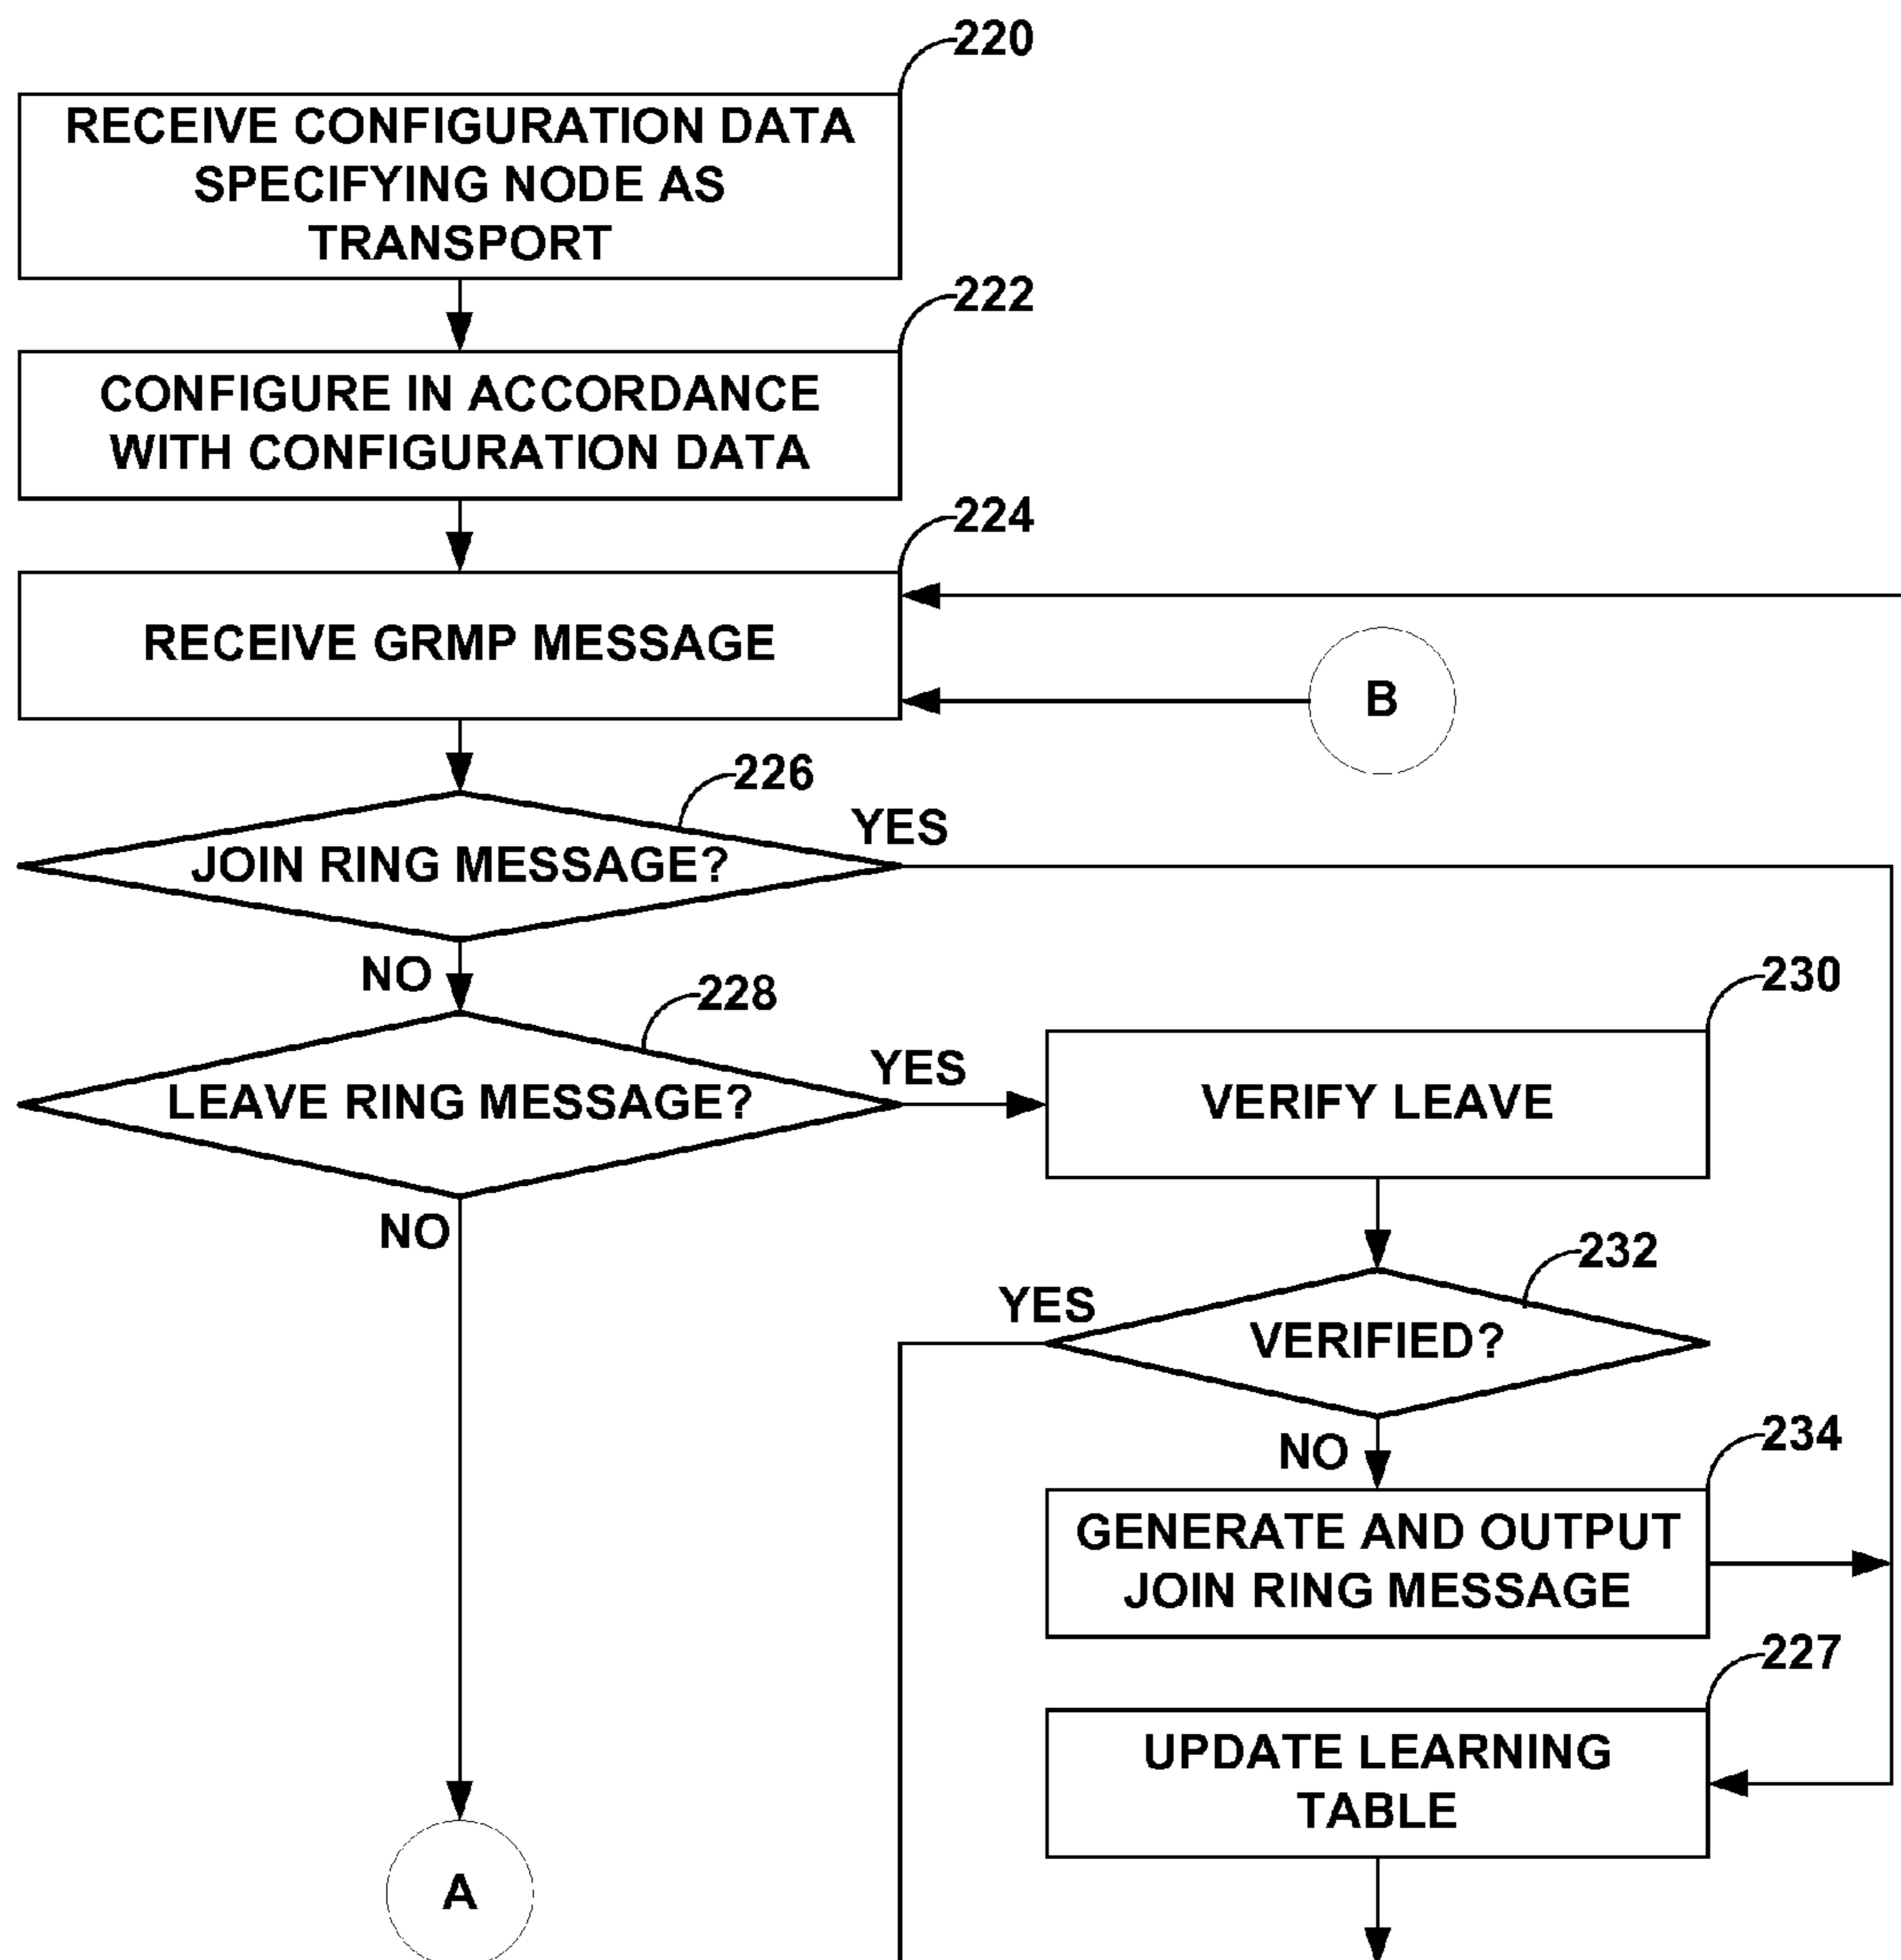 220
RECEIVE CONFIGURATION DATA
SPECIFYING NODE AS
TRANSPORT
222
CONFIGURE IN ACCORDANCE
WITH CONFIGURATION DATA
224
RECEIVE GRMP MESSAGE
B
226
YES
JOIN RING MESSAGE?
NO
228
230
YES
LEAVE RING MESSAGE?
VERIFY LEAVE
NO
232
YES
VERIFIED?
NO
234
GENERATE AND OUTPUT
JOIN RING MESSAGE
227
UPDATE LEARNING
TABLE
A